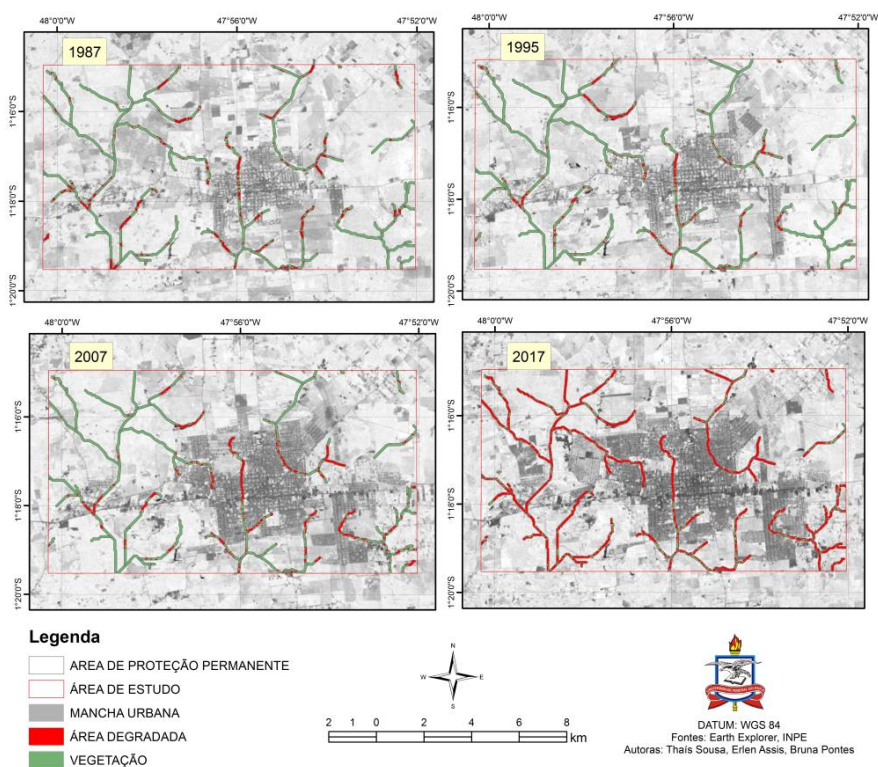 48°0'0"W 47°56'0"W 47°52'0"W
48°0'0"W 47°56'0"W 47°52'0"W
1987
1995
1°16'0"S
1°18'0"S
1°20'0"S
1°16'0"S
1°18'0"S
1°20'0"S
48°0'0"W 47°56'0"W 47°52'0"W
48°0'0"W 47°56'0"W 47°52'0"W
2007
2017
1°16'0"S
1°18'0"S
1°20'0"S
1°16'0"S
1°18'0"S
1°20'0"S
Legenda
AREA DE PROTEÇÃO PERMANENTE
ÁREA DE ESTUDO
MANCHA URBANA
ÁREA DEGRADADA
VEGETAÇÃO
N
W E
S
2 1 0 2 4 6 8
km
DATUM: WGS 84
Fontes: Earth Explorer, INPE
Autoras: Thaís Sousa, Erlen Assis, Bruna Pontes